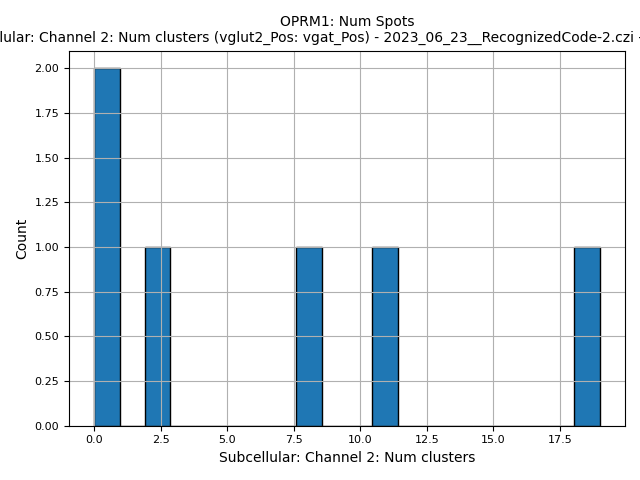 OPRM1: Num Spots
Channel 2: Num clusters (vglut2_Pos: vgat_Pos) - 2023_06_23__RecognizedCode-2.czi -
2.00
1.75
1.50
1.25
1.00
0.75
0.50
0.25
0.00
Count
0.0 2.5 5.0 7.5 10.0 12.5 15.0 17.5
Subcellular: Channel 2: Num clusters